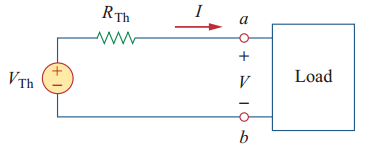 R_Th I a
+
V_Th + − V Load
−
b